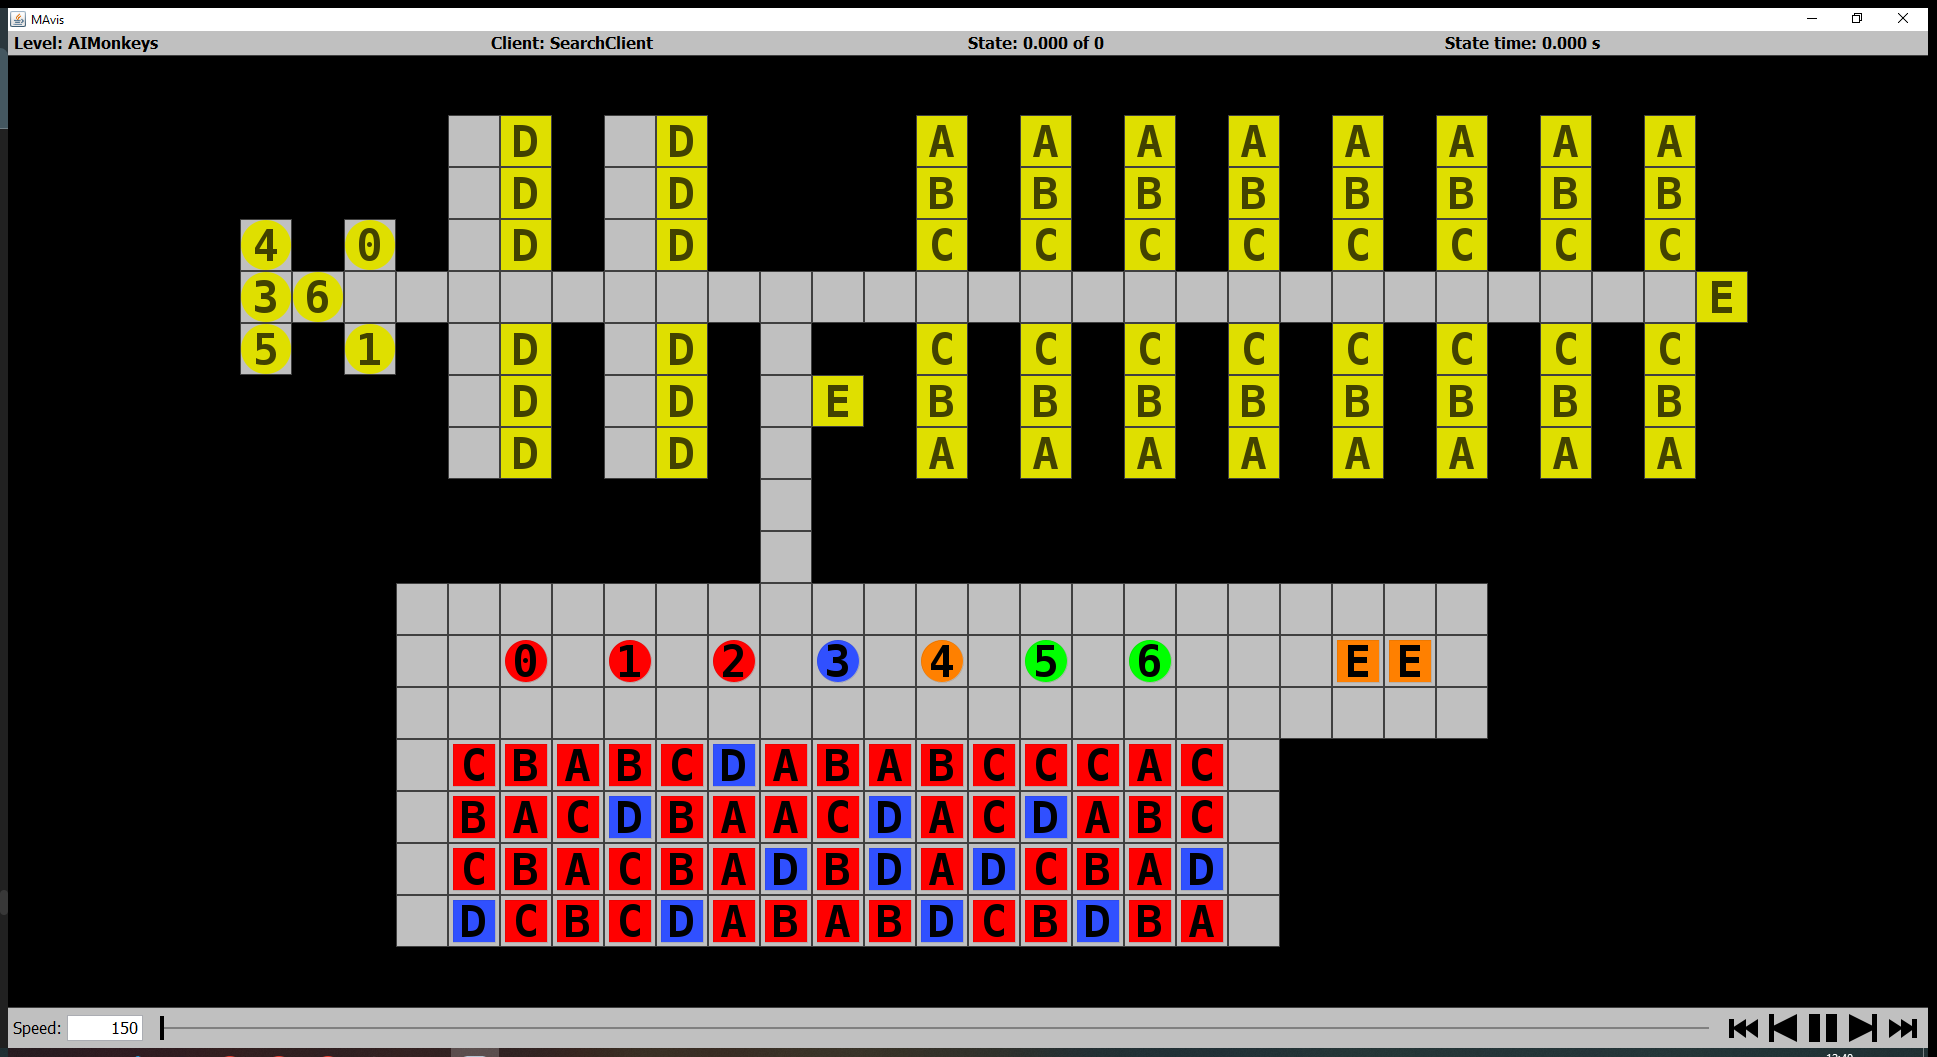 MAvis
Level: AIMonkeys Client: SearchClient State: 0.000 of 0 State time: 0.000 s
D D A A A A A A A A
D D B B B B B B B B
4 0 D D C C C C C C C C
3 6 E
5 1 D D C C C C C C C C
D D E B B B B B B B B
D D A A A A A A A A
0 1 2 3 4 5 6 E E
C B A B C D A B A B C C C A C
B A C D B A A C D A C D A B C
C B A C B A D B D A D C B A D
D C B C D A B A B D C B D B A
Speed: 150